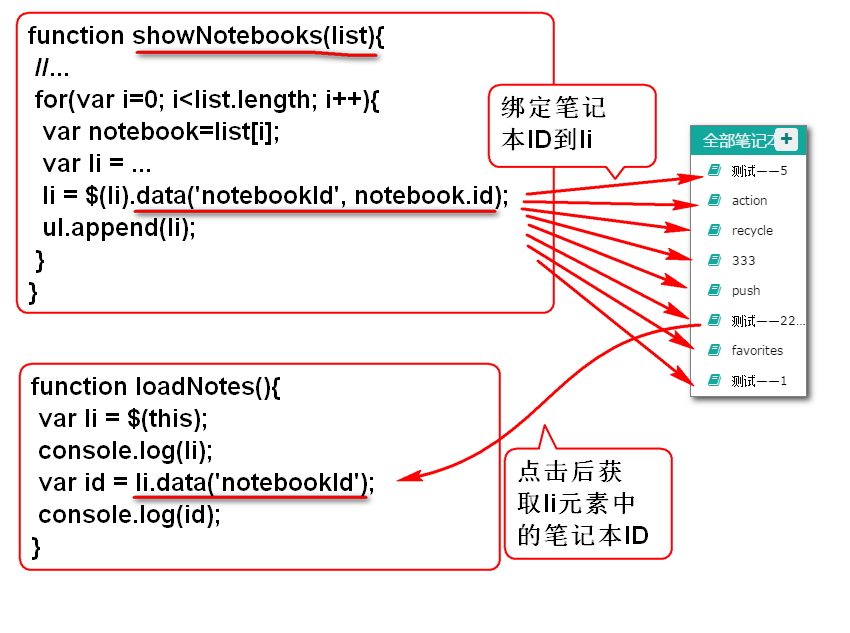 function showNotebooks(list){
//...
for(var i=0; i<list.length; i++){
var notebook=list[i];
var li = ...
li = $(li).data('notebookId', notebook.id);
ul.append(li);
}
}
绑定笔记
本ID到li
全部笔记本
+
测试——5
action
recycle
333
push
测试——22...
favorites
测试——1
function loadNotes(){
var li = $(this);
console.log(li);
var id = li.data('notebookId');
console.log(id);
}
点击后获
取li元素中
的笔记本ID